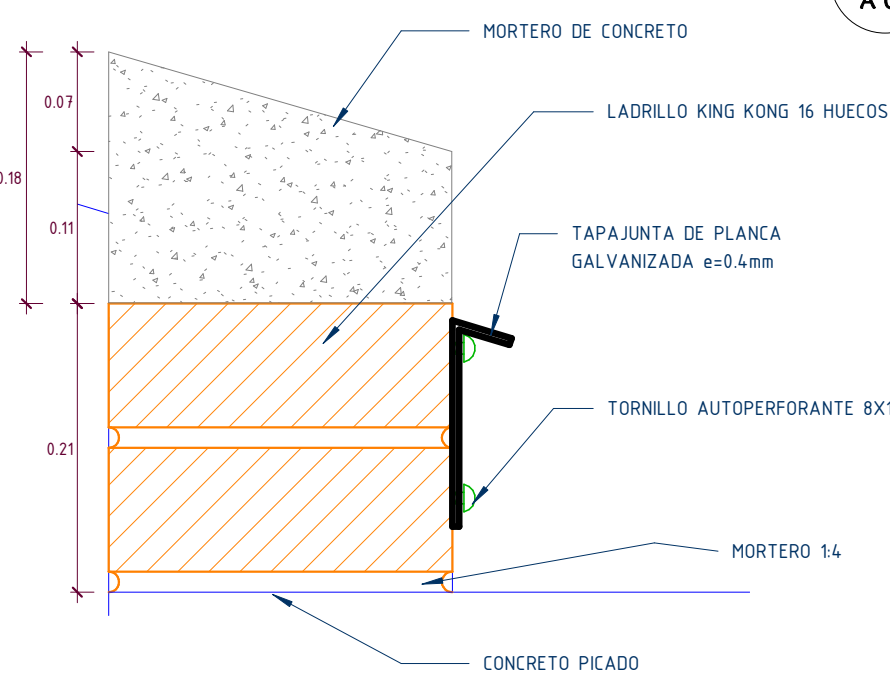 MORTERO DE CONCRETO
0.07
LADRILLO KING KONG 16 HUECOS
0.18
0.11
TAPAJUNTA DE PLANCA
GALVANIZADA e=0.4mm
TORNILLO AUTOPERFORANTE 8X1
0.21
MORTERO 1:4
CONCRETO PICADO